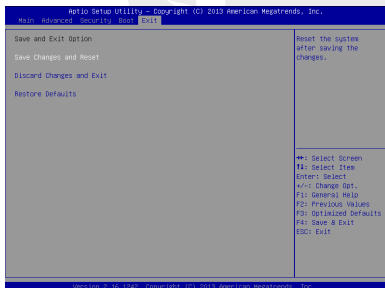 Aptio Setup Utility – Copyright (C) 2013 American Megatrends, Inc.
Main Advanced Security Boot Exit
Save and Exit Option
Save Changes and Reset
Discard Changes and Exit
Restore Defaults
Reset the system
after saving the
changes.
→←: Select Screen
↑↓: Select Item
Enter: Select
+/-: Change Opt.
F1: General Help
F2: Previous Values
F3: Optimized Defaults
F4: Save & Exit
ESC: Exit
Version 2.16.1242. Copyright (C) 2013 American Megatrends, Inc.